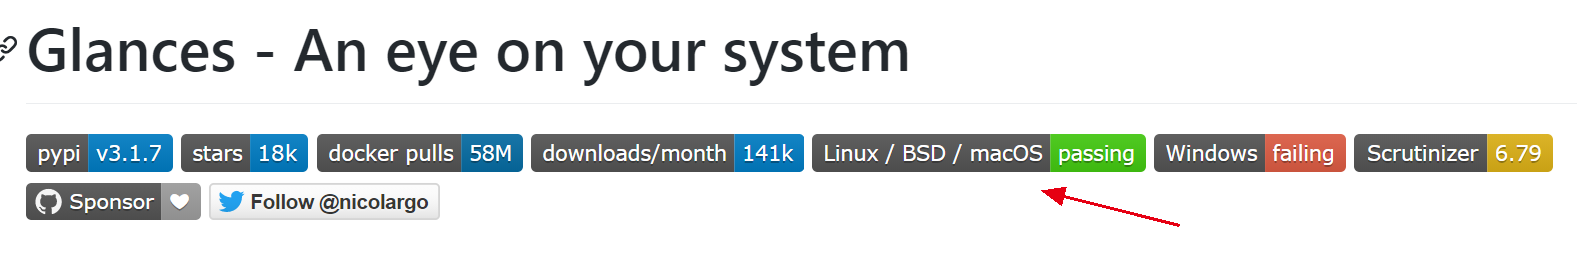 Glances - An eye on your system
pypi v3.1.7 stars 18k docker pulls 58M downloads/month 141k Linux / BSD / macOS passing Windows failing Scrutinizer 6.79
Sponsor Follow @nicolargo